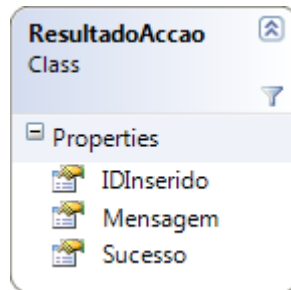 ResultadoAccao
Class
Properties
IDInserido
Mensagem
Sucesso